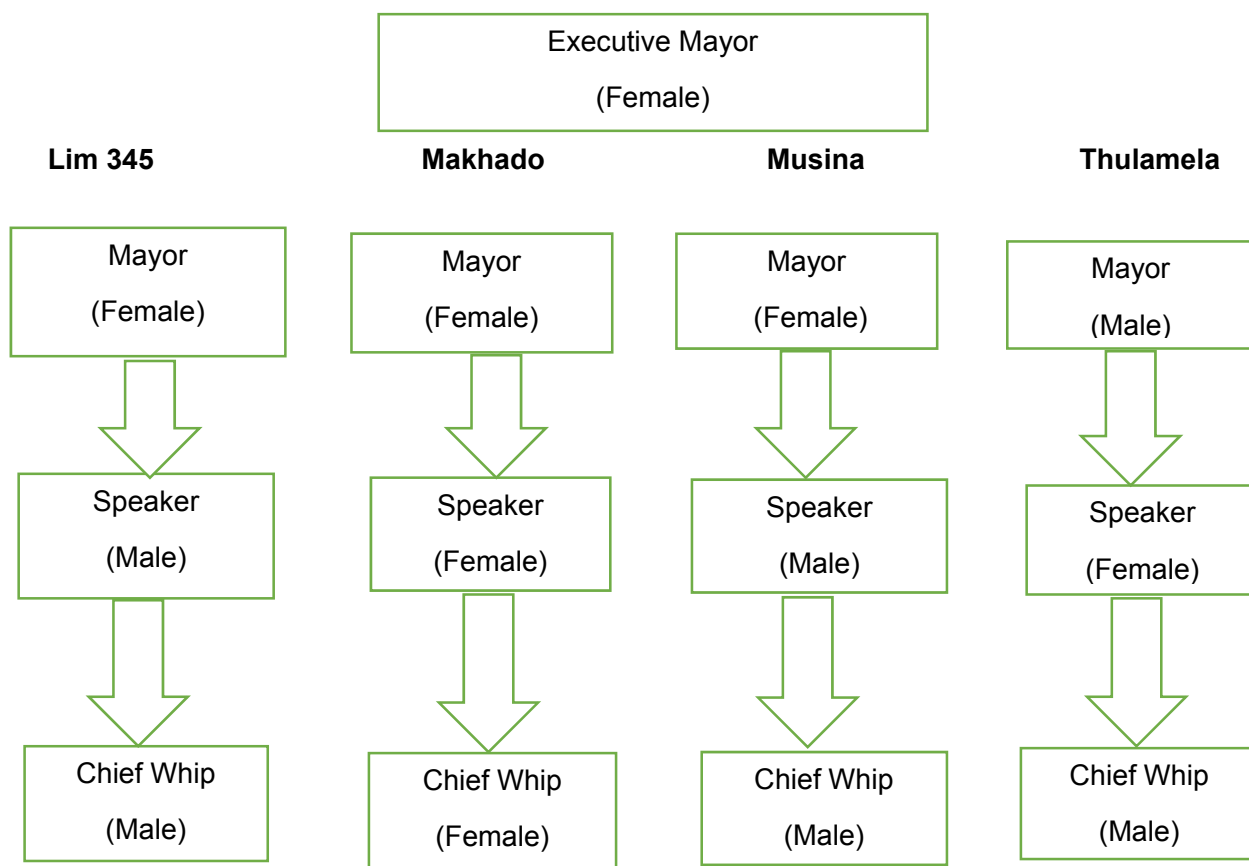 Executive Mayor
(Female)
Lim 345
Makhado
Musina
Thulamela
Mayor
(Female)
Mayor
(Female)
Mayor
(Female)
Mayor
(Male)
Speaker
(Male)
Speaker
(Female)
Speaker
(Male)
Speaker
(Female)
Chief Whip
(Male)
Chief Whip
(Female)
Chief Whip
(Male)
Chief Whip
(Male)